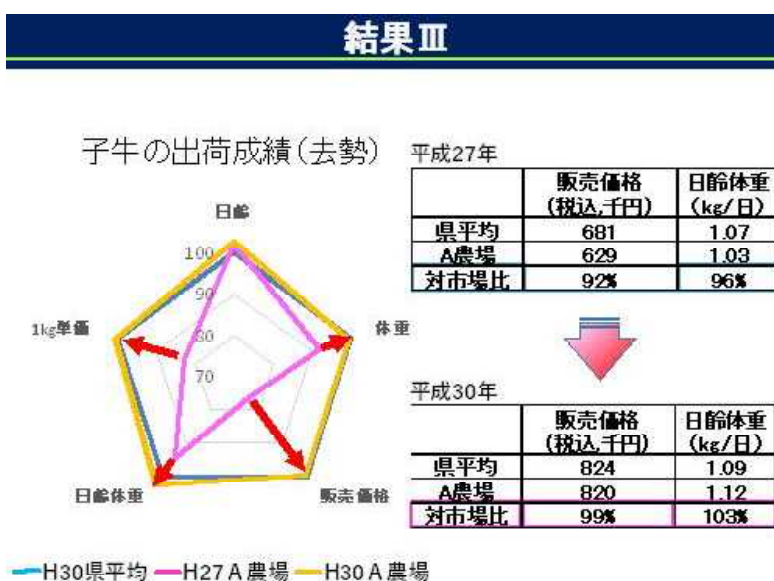 結果Ⅲ
子牛の出荷成績(去勢)
日齢
100
90
80
70
1kg単価
体重
日齢体重
販売価格
H30県平均 H27A農場 H30A農場
平成27年
販売価格 日齢体重
(税込,千円) (kg/日)
県平均 681 1.07
A農場 629 1.03
対市場比 92% 96%
平成30年
販売価格 日齢体重
(税込,千円) (kg/日)
県平均 824 1.09
A農場 820 1.12
対市場比 99% 103%